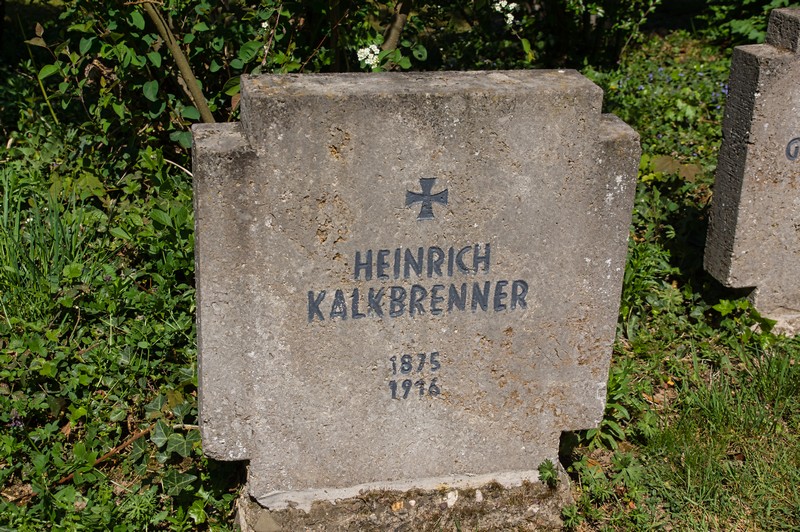 HEINRICH
KALKBRENNER
1875
1916
G